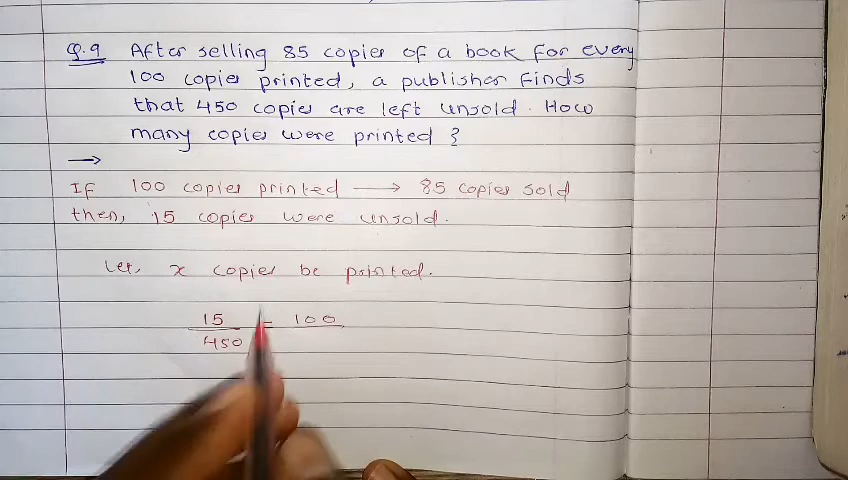 Q.9 After selling 85 copies of a book for every
100 copies printed, a publisher finds
that 450 copies are left unsold. How
many copies were printed ?
→
If 100 copies printed → 85 copies sold
then, 15 copies were unsold.
Let, x copies be printed.
15/450 = 100